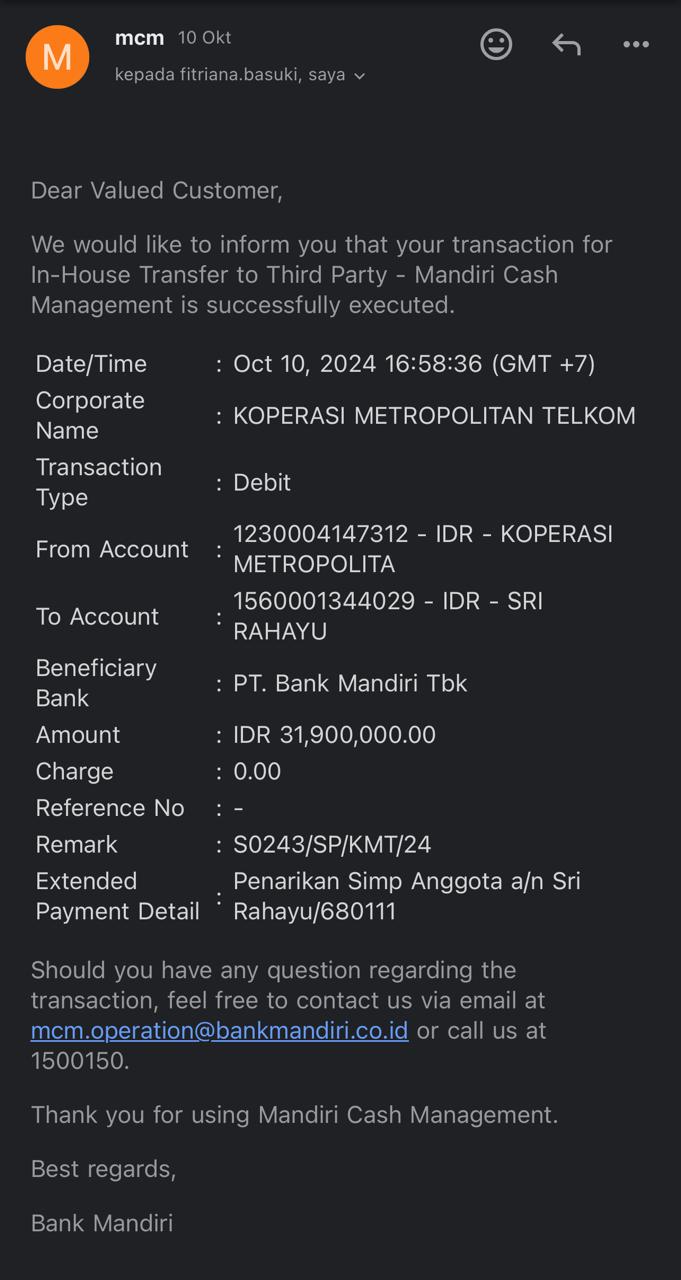 M
mcm 10 Okt
kepada fitriana.basuki, saya
Dear Valued Customer,
We would like to inform you that your transaction for
In-House Transfer to Third Party - Mandiri Cash
Management is successfully executed.
Date/Time : Oct 10, 2024 16:58:36 (GMT +7)
Corporate
Name : KOPERASI METROPOLITAN TELKOM
Transaction
Type : Debit
From Account : 1230004147312 - IDR - KOPERASI
METROPOLITA
To Account : 1560001344029 - IDR - SRI
RAHAYU
Beneficiary
Bank : PT. Bank Mandiri Tbk
Amount : IDR 31,900,000.00
Charge : 0.00
Reference No : -
Remark : S0243/SP/KMT/24
Extended
Payment Detail : Penarikan Simp Anggota a/n Sri
Rahayu/680111
Should you have any question regarding the
transaction, feel free to contact us via email at
mcm.operation@bankmandiri.co.id or call us at
1500150.
Thank you for using Mandiri Cash Management.
Best regards,
Bank Mandiri